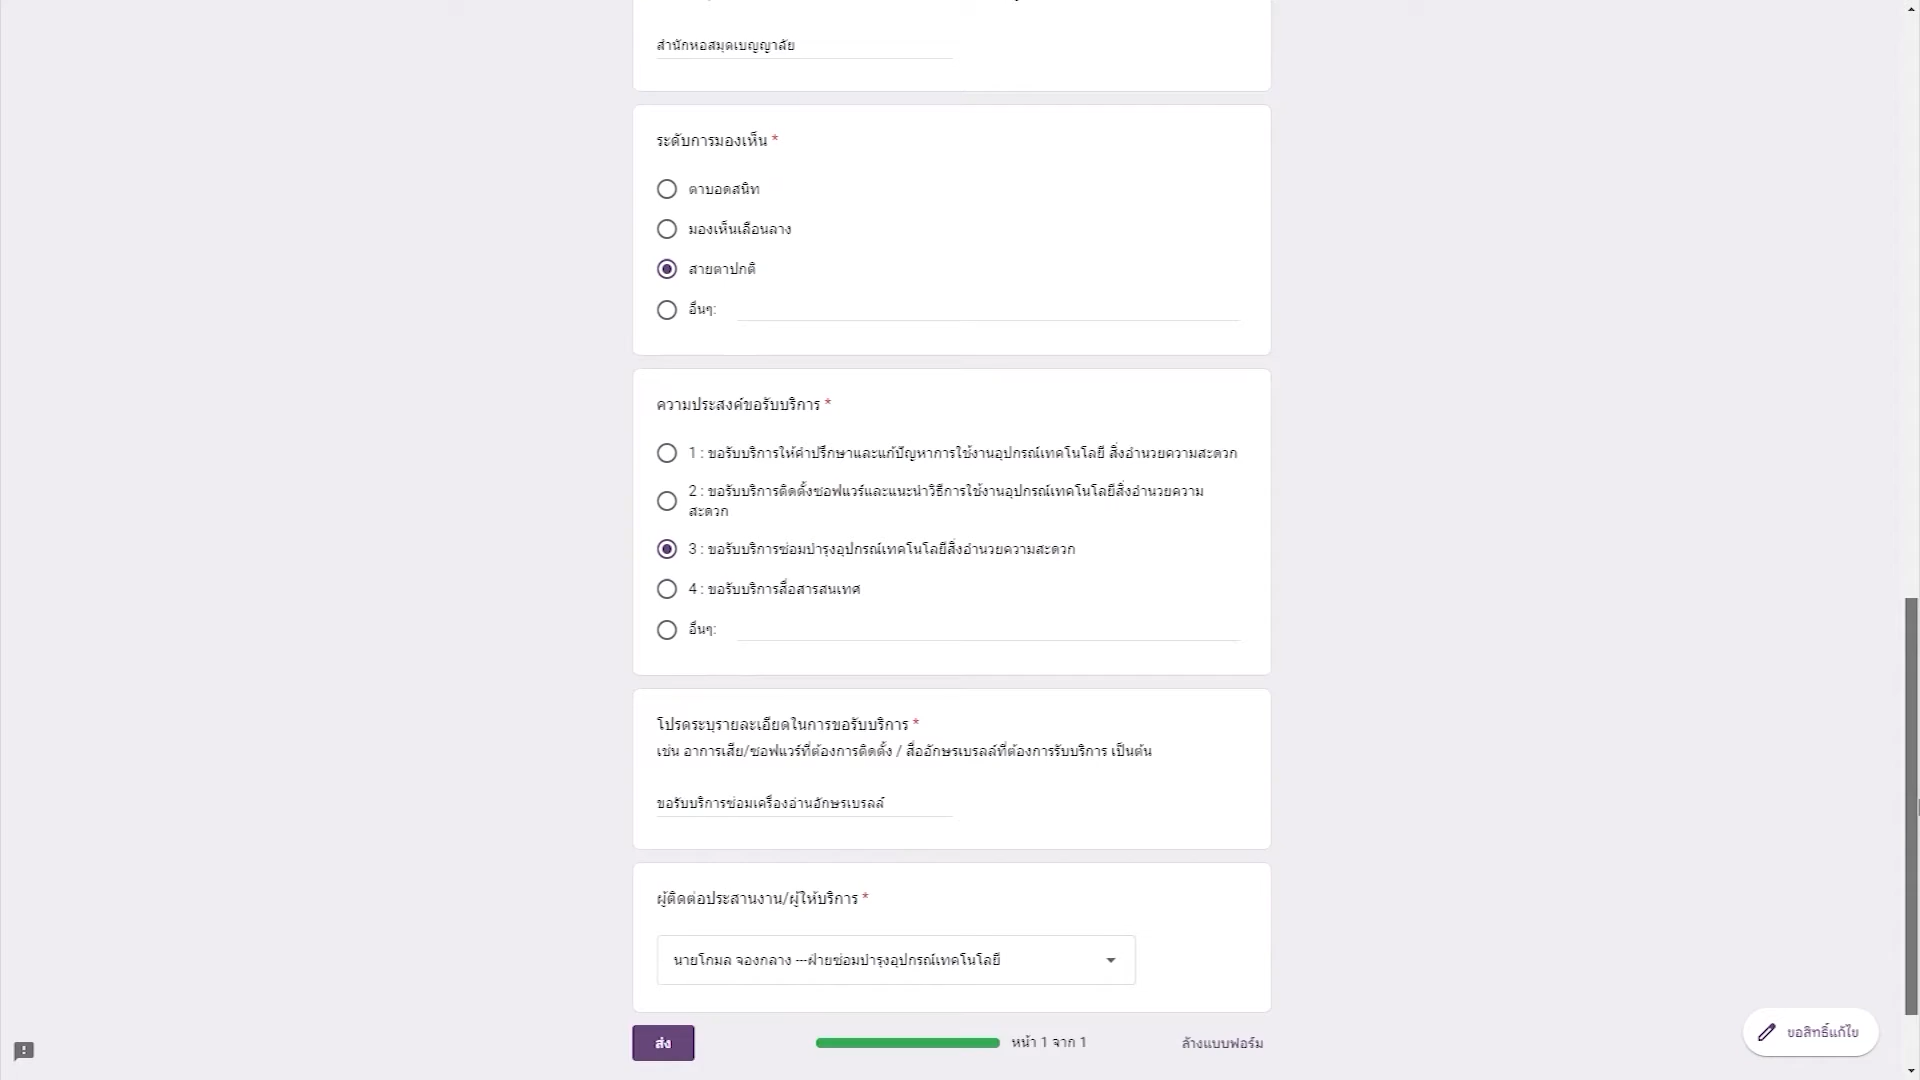 สำนักหอสมุดเบญญาลัย
ระดับการมองเห็น *
ตาบอดสนิท
มองเห็นเลือนลาง
สายตาปกติ
อื่นๆ:
ความประสงค์ขอรับบริการ *
1 : ขอรับบริการให้คำปรึกษาและแก้ปัญหาการใช้งานอุปกรณ์เทคโนโลยี สิ่งอำนวยความสะดวก
2 : ขอรับบริการติดตั้งซอฟแวร์และแนะนำวิธีการใช้งานอุปกรณ์เทคโนโลยีสิ่งอำนวยความ
สะดวก
3 : ขอรับบริการซ่อมบำรุงอุปกรณ์เทคโนโลยีสิ่งอำนวยความสะดวก
4 : ขอรับบริการสื่อสารสนเทศ
อื่นๆ:
โปรดระบุรายละเอียดในการขอรับบริการ *
เช่น อาการเสีย/ซอฟแวร์ที่ต้องการติดตั้ง / สื่ออักษรเบรลล์ที่ต้องการรับบริการ เป็นต้น
ขอรับบริการซ่อมเครื่องอ่านอักษรเบรลล์
ผู้ติดต่อประสานงาน/ผู้ให้บริการ *
นายโกมล จองกลาง ---ฝ่ายซ่อมบำรุงอุปกรณ์เทคโนโลยี
ส่ง
หน้า 1 จาก 1
ล้างแบบฟอร์ม
ขอสิทธิ์แก้ไข